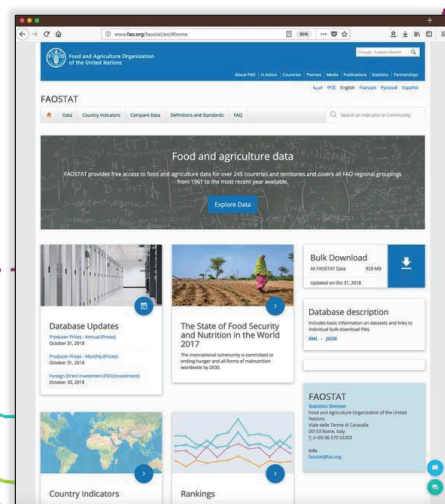 www.fao.org/faostat/en/#home
90%
Food and Agriculture Organization
of the United Nations
About FAO | In Action | Countries | Themes | Media | Publications | Statistics | Partnerships
English Français Русский Español
FAOSTAT
Data Country Indicators Compare Data Definitions and Standards FAQ
Search an Indicator or Commodity
Food and agriculture data
FAOSTAT provides free access to food and agriculture data for over 245 countries and territories and covers all FAO regional groupings
from 1961 to the most recent year available.
Explore Data
Database Updates
Producer Prices - Annual (Prices)
October 31, 2018
Producer Prices - Monthly (Prices)
October 31, 2018
Foreign Direct Investment (FDI) (Investment)
October 30, 2018
The State of Food Security
and Nutrition in the World
2017
The international community is committed to
ending hunger and all forms of malnutrition
worldwide by 2030.
Bulk Download
All FAOSTAT Data 929 MB
Updated on Oct 31, 2018
Database description
Includes basic information on datasets and links to
individual bulk download files.
XML - JSON
FAOSTAT
Statistics Division
Food and Agriculture Organization of the United
Nations
Viale delle Terme di Caracalla
00153 Rome, Italy
Info
faostat@fao.org
Country Indicators
Rankings